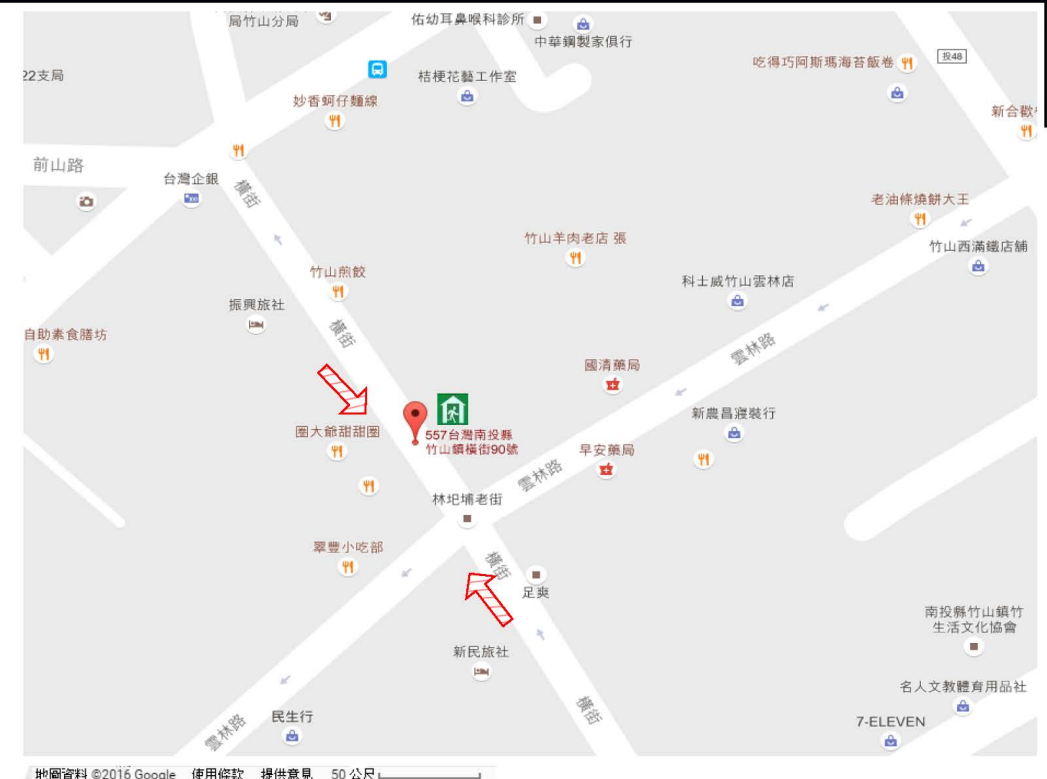 局竹山分局
佑幼耳鼻喉科診所
中華鋼製家俱行
22支局
桔梗花藝工作室
吃得巧阿斯瑪海苔飯卷
投48
妙香蚵仔麵線
新合歡
前山路
台灣企銀
橫街
老油條燒餅大王
竹山羊肉老店 張
竹山西滿鐵店舖
竹山煎餃
科士威竹山雲林店
振興旅社
橫街
自助素食膳坊
雲林路
國清藥局
新農昌寢裝行
圈大爺甜甜圈
557台灣南投縣
竹山鎮橫街90號
早安藥局
雲林路
林圯埔老街
翠豐小吃部
橫街
足爽
南投縣竹山鎮竹
生活文化協會
新民旅社
名人文教體育用品社
橫街
民生行
7-ELEVEN
雲林路
地圖資料 ©2016 Google 使用條款 提供意見 50 公尺